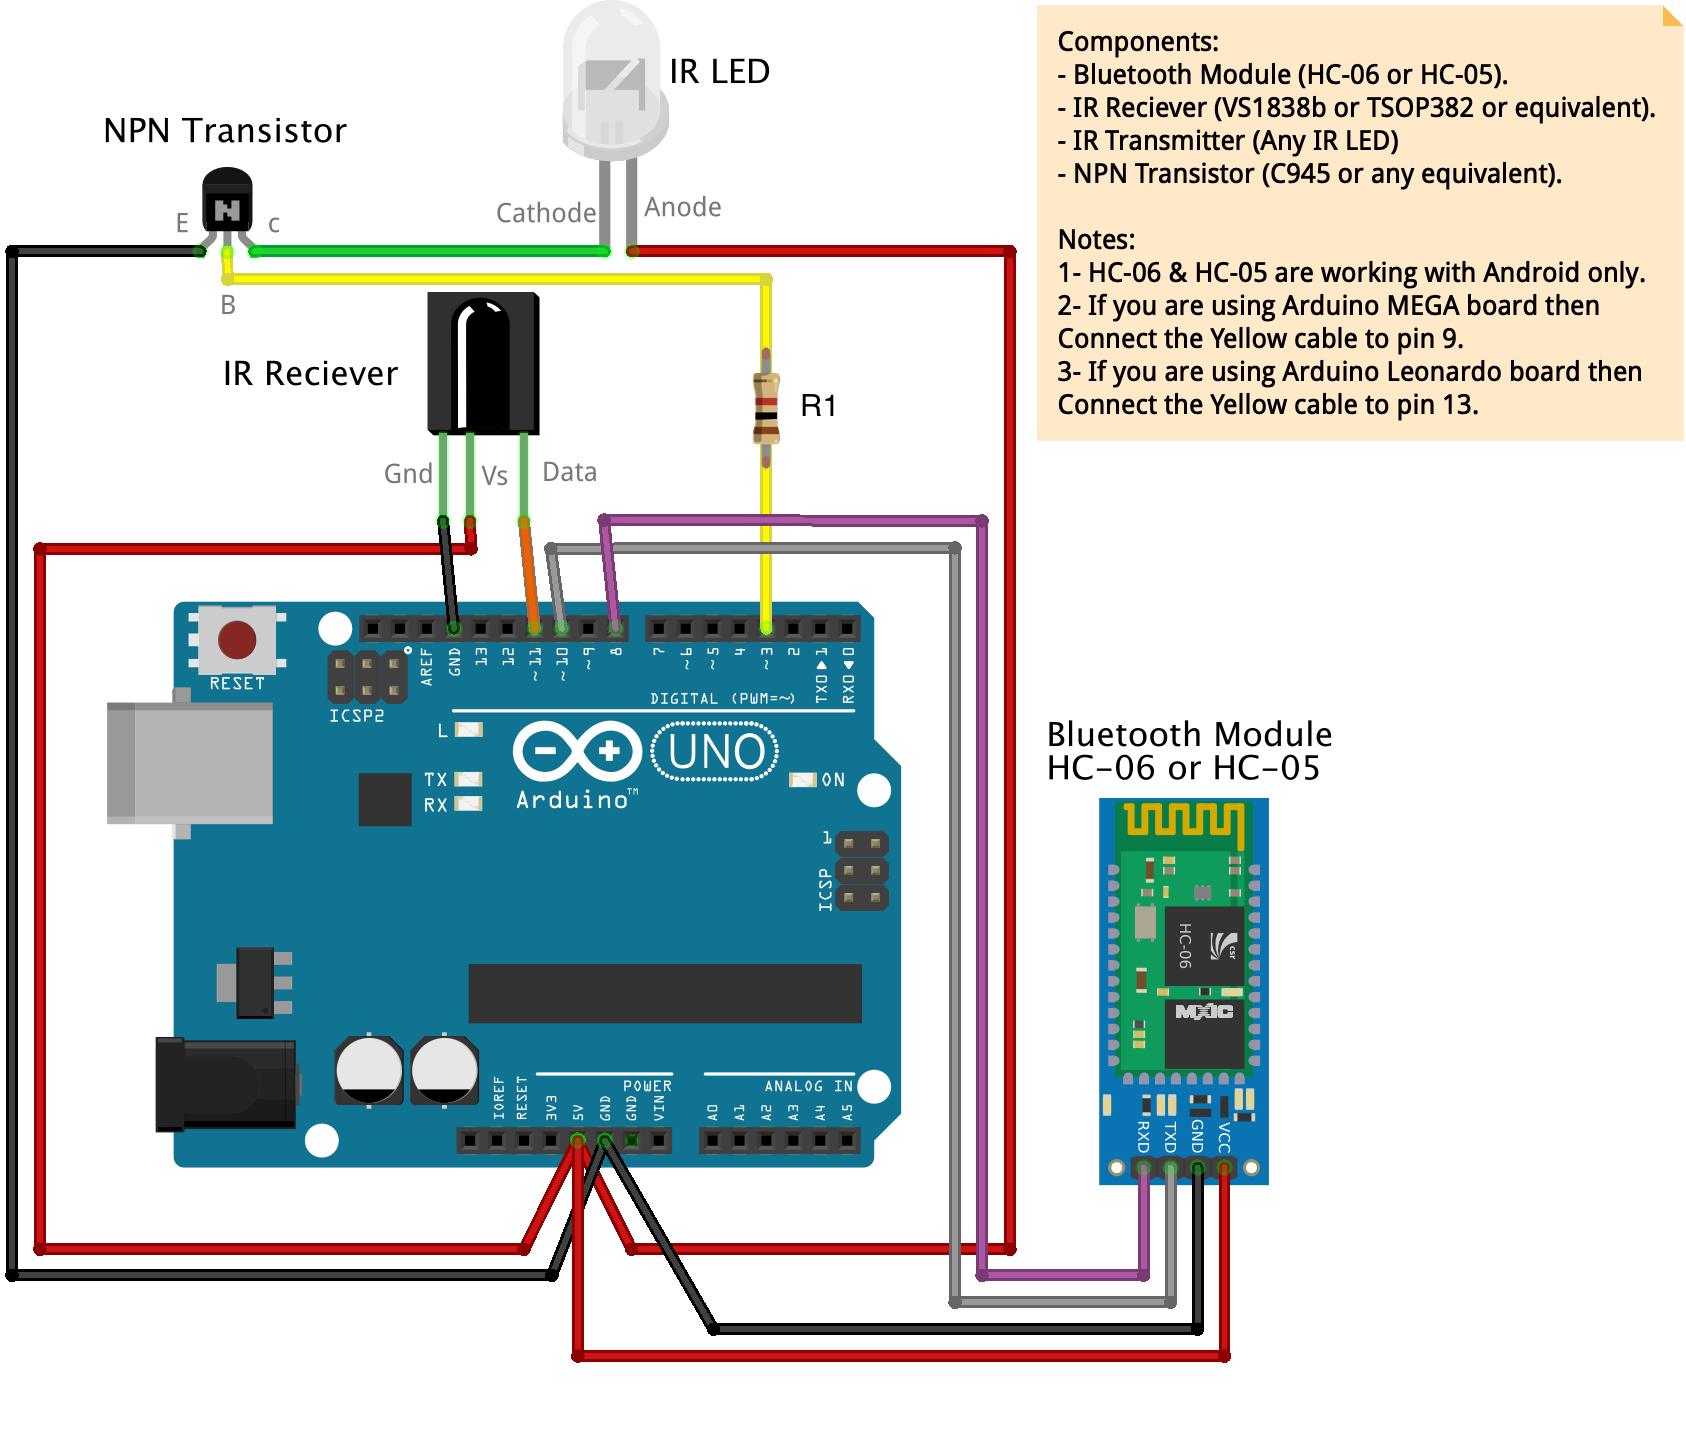 IR LED
NPN Transistor
E
c
B
Cathode
Anode
IR Reciever
Gnd
Vs
Data
R1
Components:
- Bluetooth Module (HC-06 or HC-05).
- IR Reciever (VS1838b or TSOP382 or equivalent).
- IR Transmitter (Any IR LED)
- NPN Transistor (C945 or any equivalent).
Notes:
1- HC-06 & HC-05 are working with Android only.
2- If you are using Arduino MEGA board then
Connect the Yellow cable to pin 9.
3- If you are using Arduino Leonardo board then
Connect the Yellow cable to pin 13.
RESET
ICSP2
AREF
GND
13
12
~11
~10
~9
8
7
~6
~5
4
~3
2
TX0 1
RX0 0
DIGITAL (PWM=~)
L
TX
RX
UNO
Arduino™
ON
1
ICSP
IOREF
RESET
3V3
5V
GND
GND
VIN
POWER
ANALOG IN
A0
A1
A2
A3
A4
A5
Bluetooth Module
HC-06 or HC-05
HC-06
csr
MXIC
RXD
TXD
GND
VCC